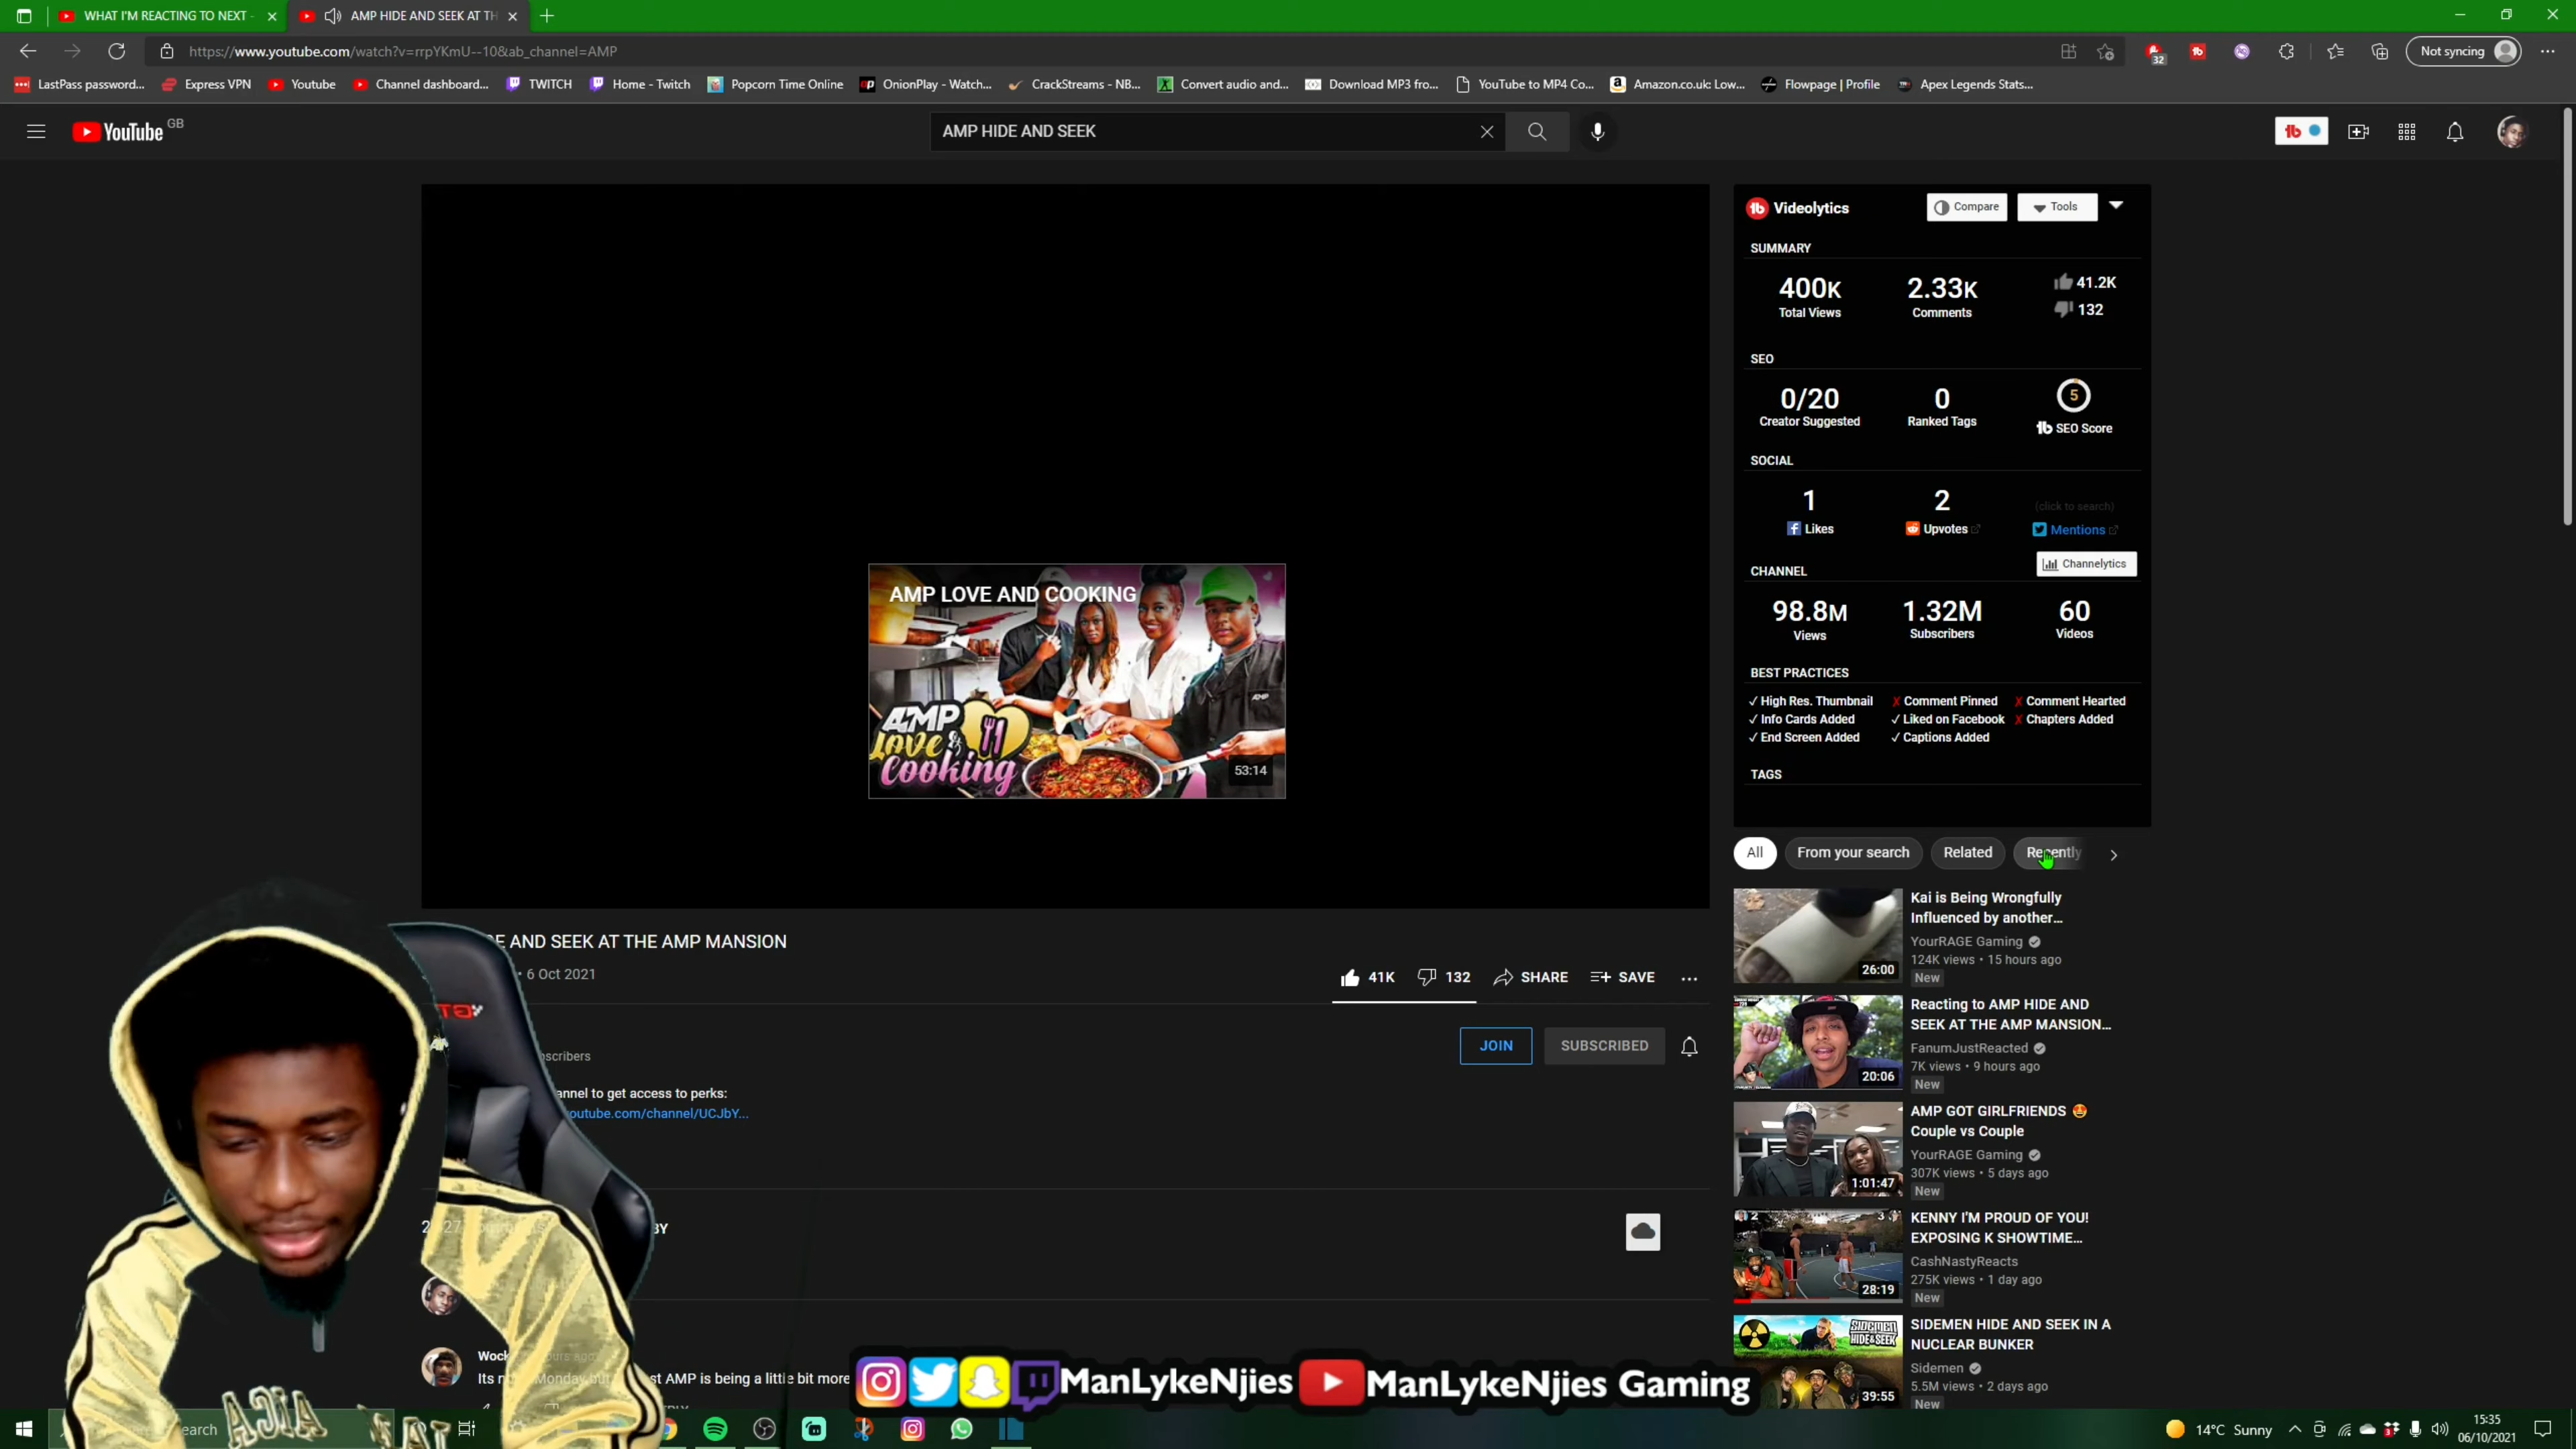 WHAT I'M REACTING TO NEXT -
AMP HIDE AND SEEK AT TH
https://www.youtube.com/watch?v=rrpYKmU--10&ab_channel=AMP
32
Not syncing
LastPass password...
Express VPN
Youtube
Channel dashboard...
TWITCH
Home - Twitch
Popcorn Time Online
OnionPlay - Watch...
CrackStreams - NB...
Convert audio and...
Download MP3 fro...
YouTube to MP4 Co...
Amazon.co.uk: Low...
Flowpage | Profile
Apex Legends Stats...
YouTube GB
AMP HIDE AND SEEK
Videolytics
Compare
Tools
SUMMARY
400K
Total Views
2.33K
Comments
41.2K
132
SEO
0/20
Creator Suggested
0
Ranked Tags
5
SEO Score
SOCIAL
1
Likes
2
Upvotes
(click to search)
Mentions
CHANNEL
Channelytics
98.8M
Views
1.32M
Subscribers
60
Videos
BEST PRACTICES
✓ High Res. Thumbnail
✗ Comment Pinned
✗ Comment Hearted
✓ Info Cards Added
✓ Liked on Facebook
✗ Chapters Added
✓ End Screen Added
✓ Captions Added
TAGS
AMP LOVE AND COOKING
AMP
Love &
Cooking
53:14
All
From your search
Related
Recently
E AND SEEK AT THE AMP MANSION
• 6 Oct 2021
41K
132
SHARE
SAVE
JOIN
SUBSCRIBED
bscribers
annel to get access to perks:
outube.com/channel/UCJbY...
BY
Wock
AMP is being a little bit more
Kai is Being Wrongfully
Influenced by another...
YourRAGE Gaming
124K views • 15 hours ago
New
26:00
Reacting to AMP HIDE AND
SEEK AT THE AMP MANSION...
FanumJustReacted
7K views • 9 hours ago
New
20:06
AMP GOT GIRLFRIENDS 🤩
Couple vs Couple
YourRAGE Gaming
307K views • 5 days ago
New
1:01:47
KENNY I'M PROUD OF YOU!
EXPOSING K SHOWTIME...
CashNastyReacts
275K views • 1 day ago
New
28:19
SIDEMEN HIDE AND SEEK IN A
NUCLEAR BUNKER
Sidemen
5.5M views • 2 days ago
New
SIDEMEN
HIDE&SEEK
39:55
ManLykeNjies
ManLykeNjies Gaming
earch
14°C Sunny
15:35
06/10/2021